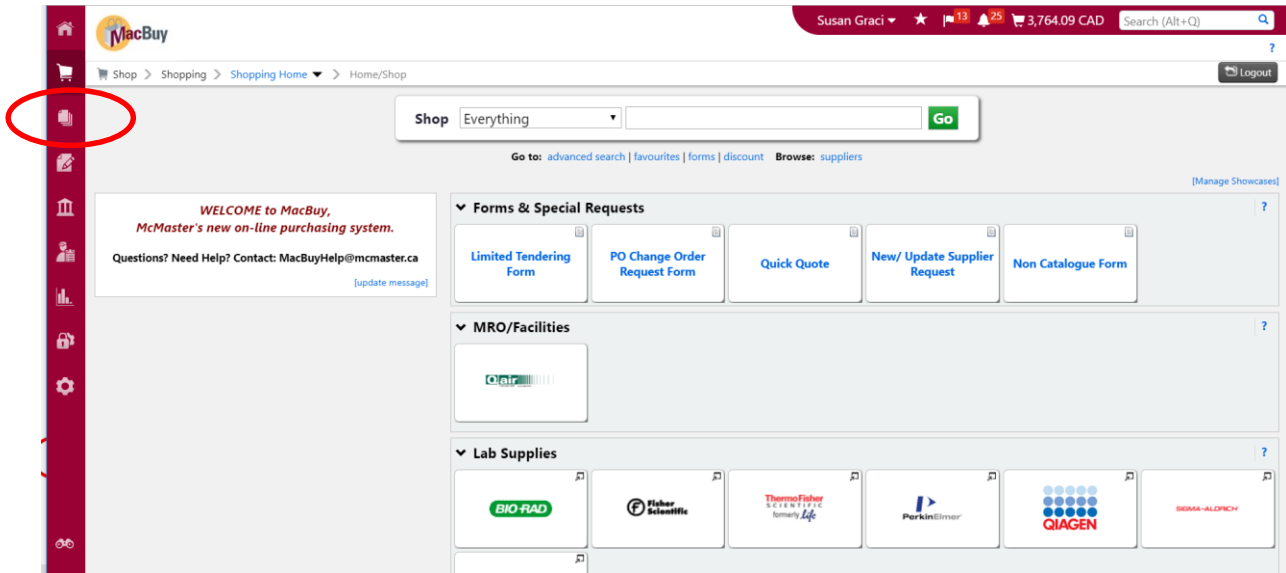 MacBuy
Susan Graci 13 25 3,764.09 CAD Search (Alt+Q)
?
Shop > Shopping > Shopping Home > Home/Shop
Logout
Shop Everything Go
Go to: advanced search | favourites | forms | discount Browse: suppliers
[Manage Showcases]
WELCOME to MacBuy,
McMaster's new on-line purchasing system.
Questions? Need Help? Contact: MacBuyHelp@mcmaster.ca
[update message]
Forms & Special Requests ?
Limited Tendering
Form
PO Change Order
Request Form
Quick Quote
New/ Update Supplier
Request
Non Catalogue Form
MRO/Facilities ?
Qair
Lab Supplies ?
BIO-RAD
Fisher
Scientific
ThermoFisher
SCIENTIFIC
formerly life
PerkinElmer
QIAGEN
SIGMA-ALDRICH